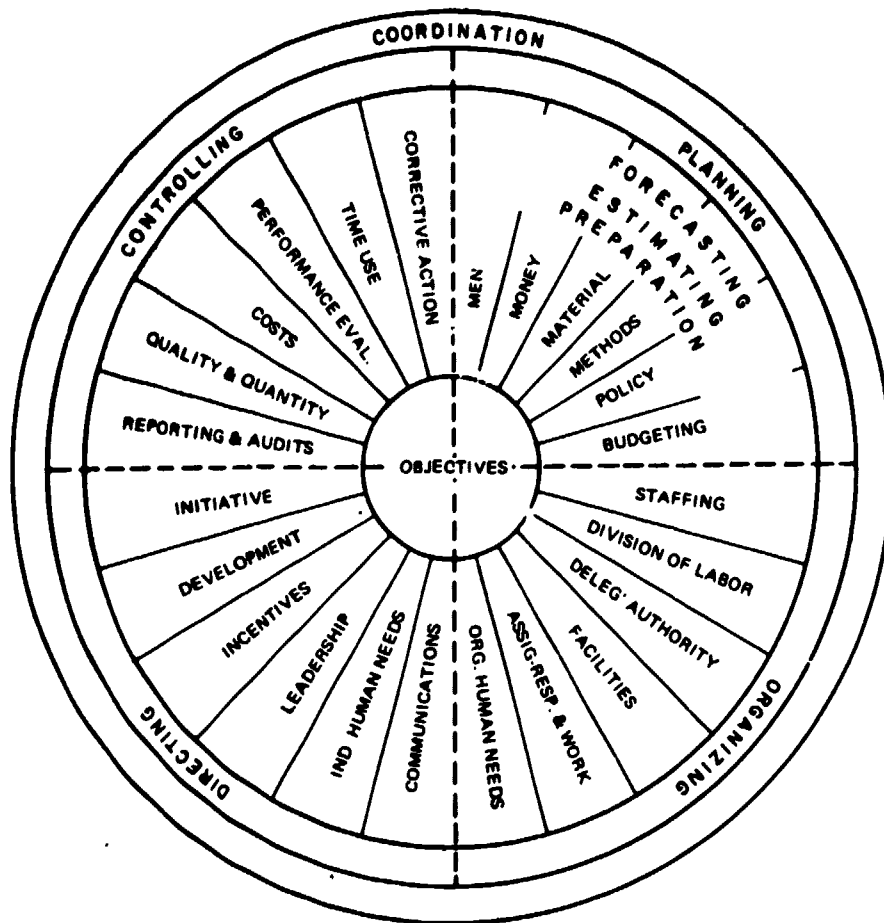 COORDINATION
PLANNING
FORECASTING
ESTIMATING
PREPARATION
MEN
MONEY
MATERIAL
METHODS
POLICY
BUDGETING
ORGANIZING
STAFFING
DIVISION OF LABOR
DELEG' AUTHORITY
FACILITIES
ASSIG-RESP. & WORK
ORG. HUMAN NEEDS
DIRECTING
COMMUNICATIONS
IND HUMAN NEEDS
LEADERSHIP
INCENTIVES
DEVELOPMENT
INITIATIVE
CONTROLLING
REPORTING & AUDITS
QUALITY & QUANTITY
COSTS
PERFORMANCE EVAL.
TIME USE
CORRECTIVE ACTION
OBJECTIVES